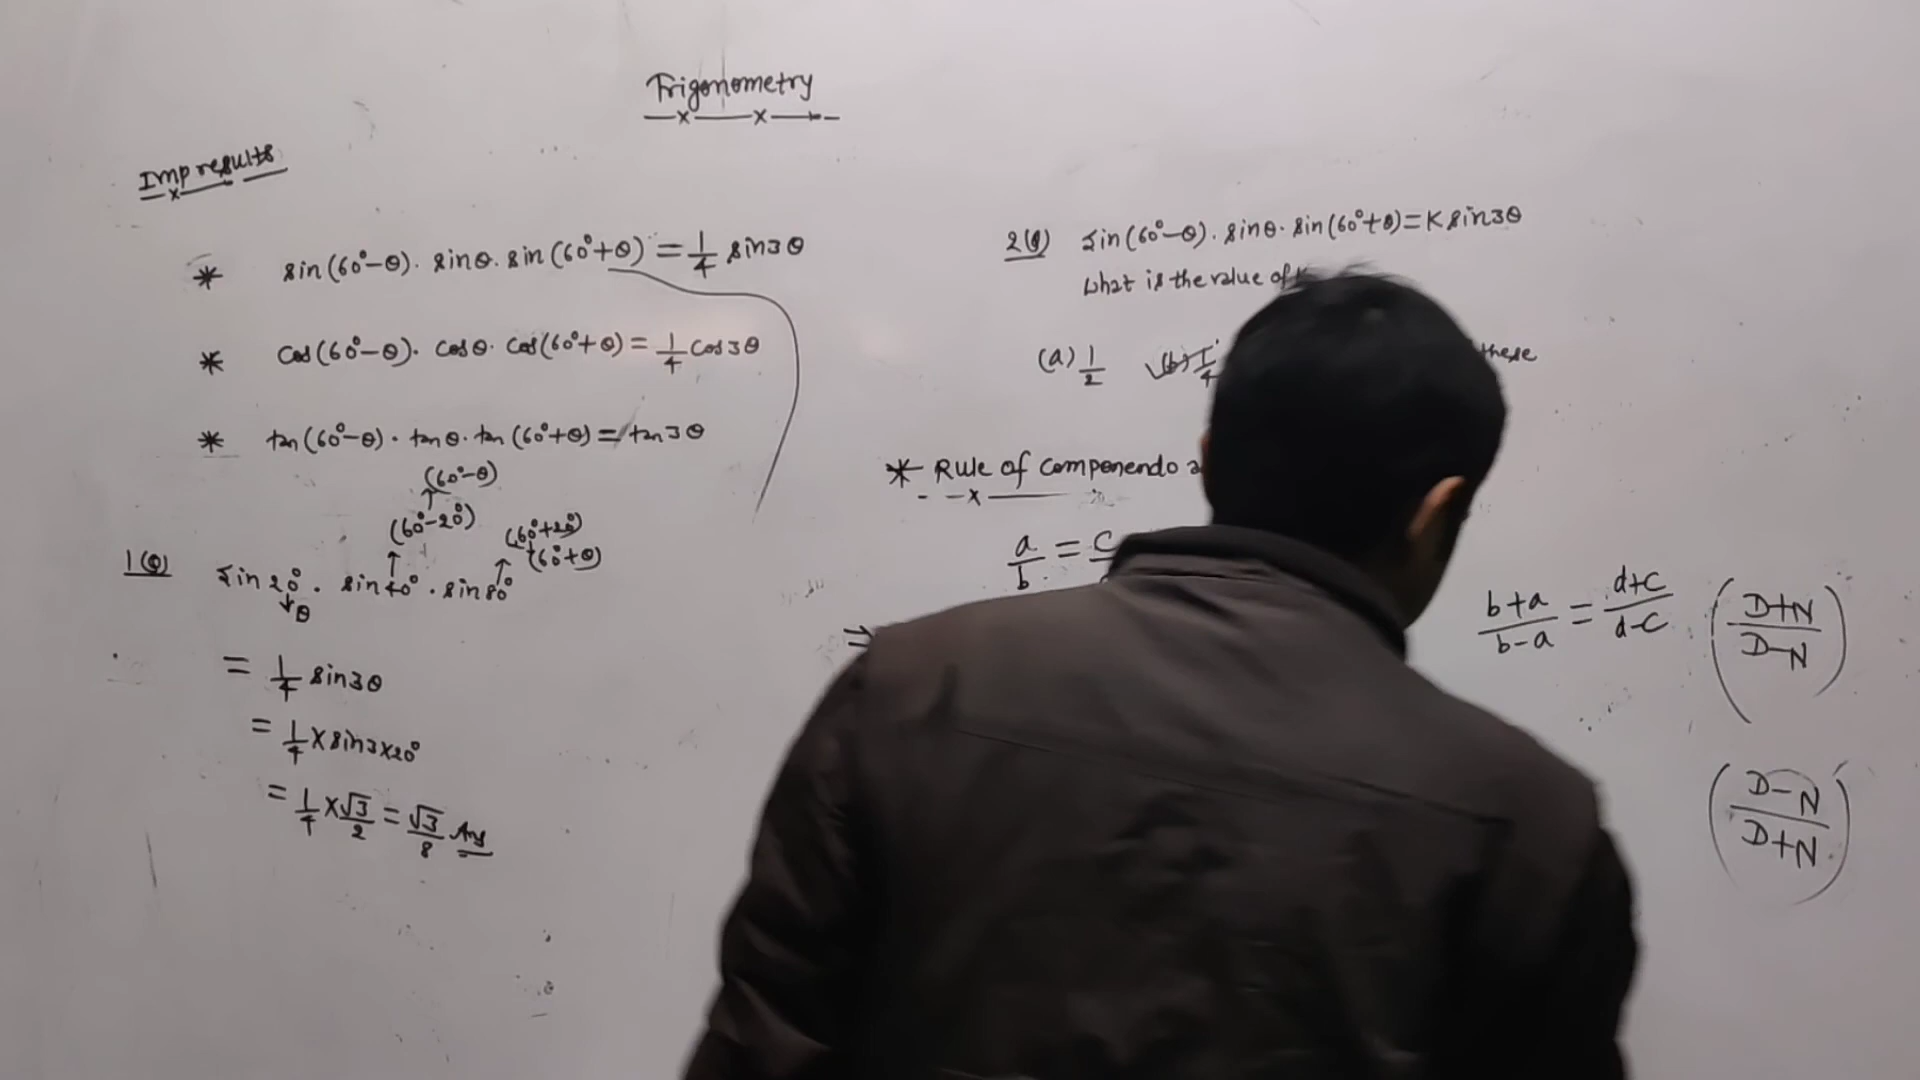 Trigonometry
Imp results
* sin(60°-θ). sinθ. sin(60°+θ) = 1/4 sin3θ
* cos(60°-θ). cosθ. cos(60°+θ) = 1/4 cos3θ
* tan(60°-θ). tanθ. tan(60°+θ) = tan3θ
(60°-θ)
(60°-20°) (60°+20°)
(60°+θ)
1(Q) sin20°. sin40°. sin80°
θ
= 1/4 sin3θ
= 1/4 × sin3×20°
= 1/4 × √3/2 = √3/8 Ans
2(Q) sin(60°-θ). sinθ. sin(60°+θ) = K sin3θ
What is the value of
(a) 1/2 (b) 1/4 these
* Rule of componendo
a/b = c
⇒ b+a/b-a = d+c/d-c (D+N/D-N)
(D-N/D+N)